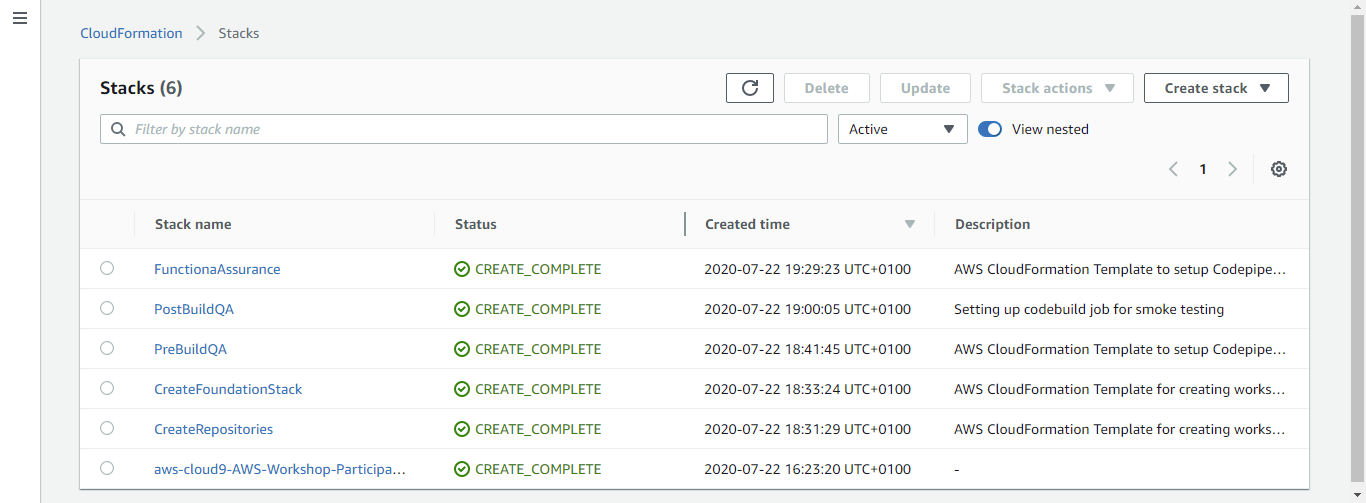 CloudFormation > Stacks
Stacks (6) Delete Update Stack actions Create stack
Filter by stack name Active View nested
1
Stack name Status Created time Description
FunctionaAssurance CREATE_COMPLETE 2020-07-22 19:29:23 UTC+0100 AWS CloudFormation Template to setup Codepipe...
PostBuildQA CREATE_COMPLETE 2020-07-22 19:00:05 UTC+0100 Setting up codebuild job for smoke testing
PreBuildQA CREATE_COMPLETE 2020-07-22 18:41:45 UTC+0100 AWS CloudFormation Template to setup Codepipe...
CreateFoundationStack CREATE_COMPLETE 2020-07-22 18:33:24 UTC+0100 AWS CloudFormation Template for creating works...
CreateRepositories CREATE_COMPLETE 2020-07-22 18:31:29 UTC+0100 AWS CloudFormation Template for creating works...
aws-cloud9-AWS-Workshop-Participa... CREATE_COMPLETE 2020-07-22 16:23:20 UTC+0100 -